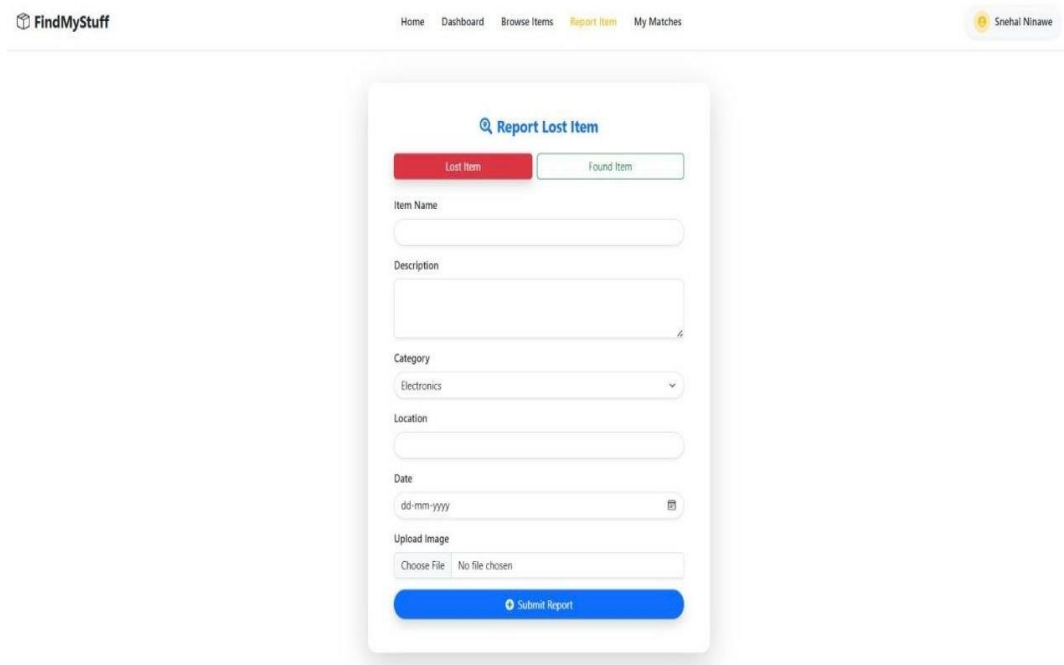 FindMyStuff
Home Dashboard Browse Items Report Item My Matches
Snehal Ninawe
Report Lost Item
Lost Item Found Item
Item Name
Description
Category
Electronics
Location
Date
dd-mm-yyyy
Upload Image
Choose File No file chosen
Submit Report